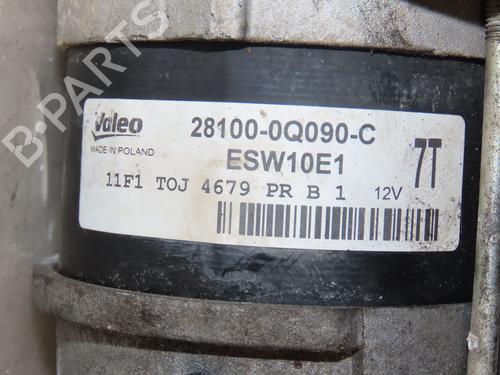 Valeo
MADE IN POLAND
28100-0Q090-C
ESW10E1
7T
11F1 TOJ 4679 PR B 1 12V
B-PARTS